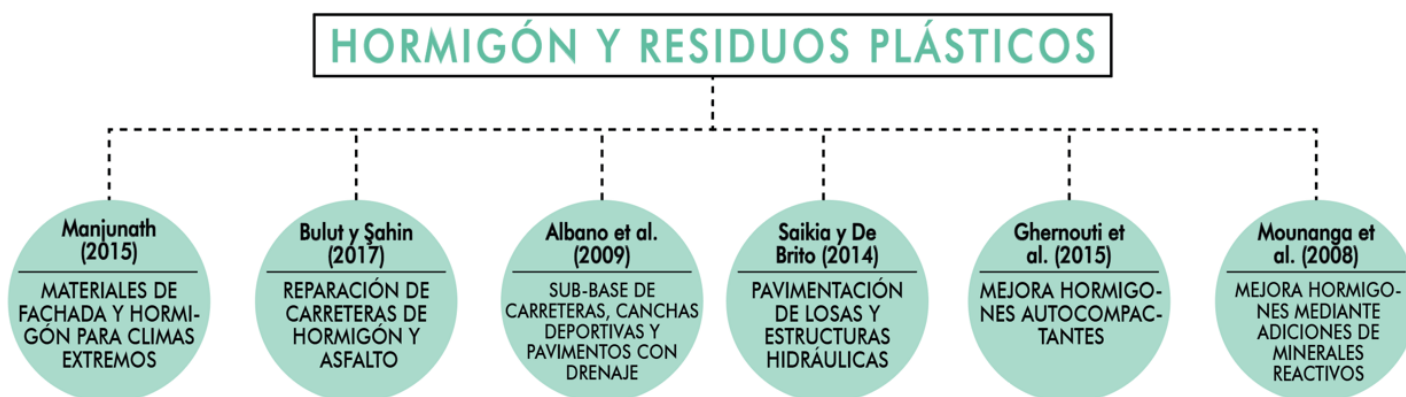 HORMIGÓN Y RESIDUOS PLÁSTICOS
Manjunath
(2015)
MATERIALES DE
FACHADA Y HORMI-
GÓN PARA CLIMAS
EXTREMOS
Bulut y Şahin
(2017)
REPARACIÓN DE
CARRETERAS DE
HORMIGÓN Y
ASFALTO
Albano et al.
(2009)
SUB-BASE DE
CARRETERAS, CANCHAS
DEPORTIVAS Y
PAVIMENTOS CON
DRENAJE
Saikia y De
Brito (2014)
PAVIMENTACIÓN
DE LOSAS Y
ESTRUCTURAS
HIDRÁULICAS
Ghernouti et
al. (2015)
MEJORA HORMIGO-
NES AUTOCOMPAC-
TANTES
Mounanga et
al. (2008)
MEJORA HORMIGO-
NES MEDIANTE
ADICIONES DE
MINERALES
REACTIVOS